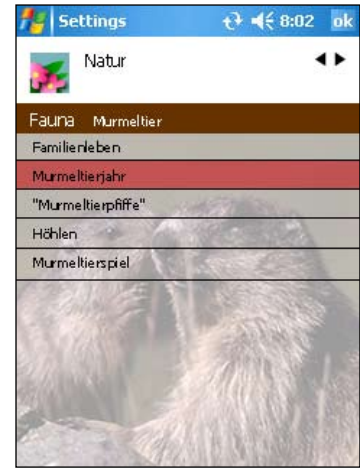 Settings 8:02 ok
Natur
Fauna Murmeltier
Familienleben
Murmeltierjahr
"Murmeltierpfiffe"
Höhlen
Murmeltierspiel